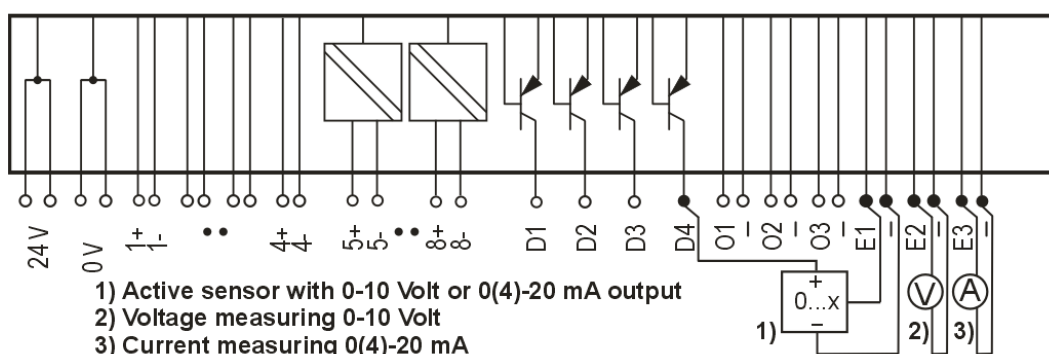 24 V 0 V 1+ 1- •• 4+ 4- 5+ 5- •• 8+ 8- D1 D2 D3 D4 O1 – O2 – O3 – E1 – E2 – E3 –
+
0...x
–
1)
V
2)
A
3)
1) Active sensor with 0-10 Volt or 0(4)-20 mA output
2) Voltage measuring 0-10 Volt
3) Current measuring 0(4)-20 mA